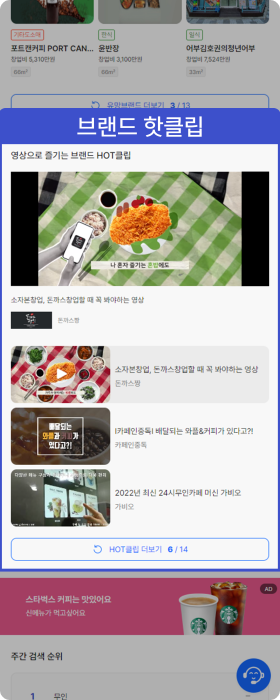 카페/디저트
한식
일식
포트캔커피 PORT CAN...
윤반장
어부김호권의청년어부
창업비 5,310만원
창업비 3,100만원
창업비 7,524만원
66m²
66m²
33m²
유망브랜드 더보기 3 / 13
브랜드 핫클립
영상으로 즐기는 브랜드 HOT클립
나 혼자 즐기는 혼밥에도
소자본창업, 돈까스창업할 때 꼭 봐야하는 영상
돈까스짱
소자본창업, 돈까스창업할 때 꼭 봐야하는 영상
돈까스짱
배달되는
와플과
있다고?!
I카페인중독! 배달되는 와플&커피가 있다고?!
카페인중독
2022년 최신 24시무인카페 머신 가비오
가비오
HOT클립 더보기 6 / 14
스타벅스 커피는 맛있어요
신메뉴가 먹고싶어요
AD
주간 검색 순위
1 무인